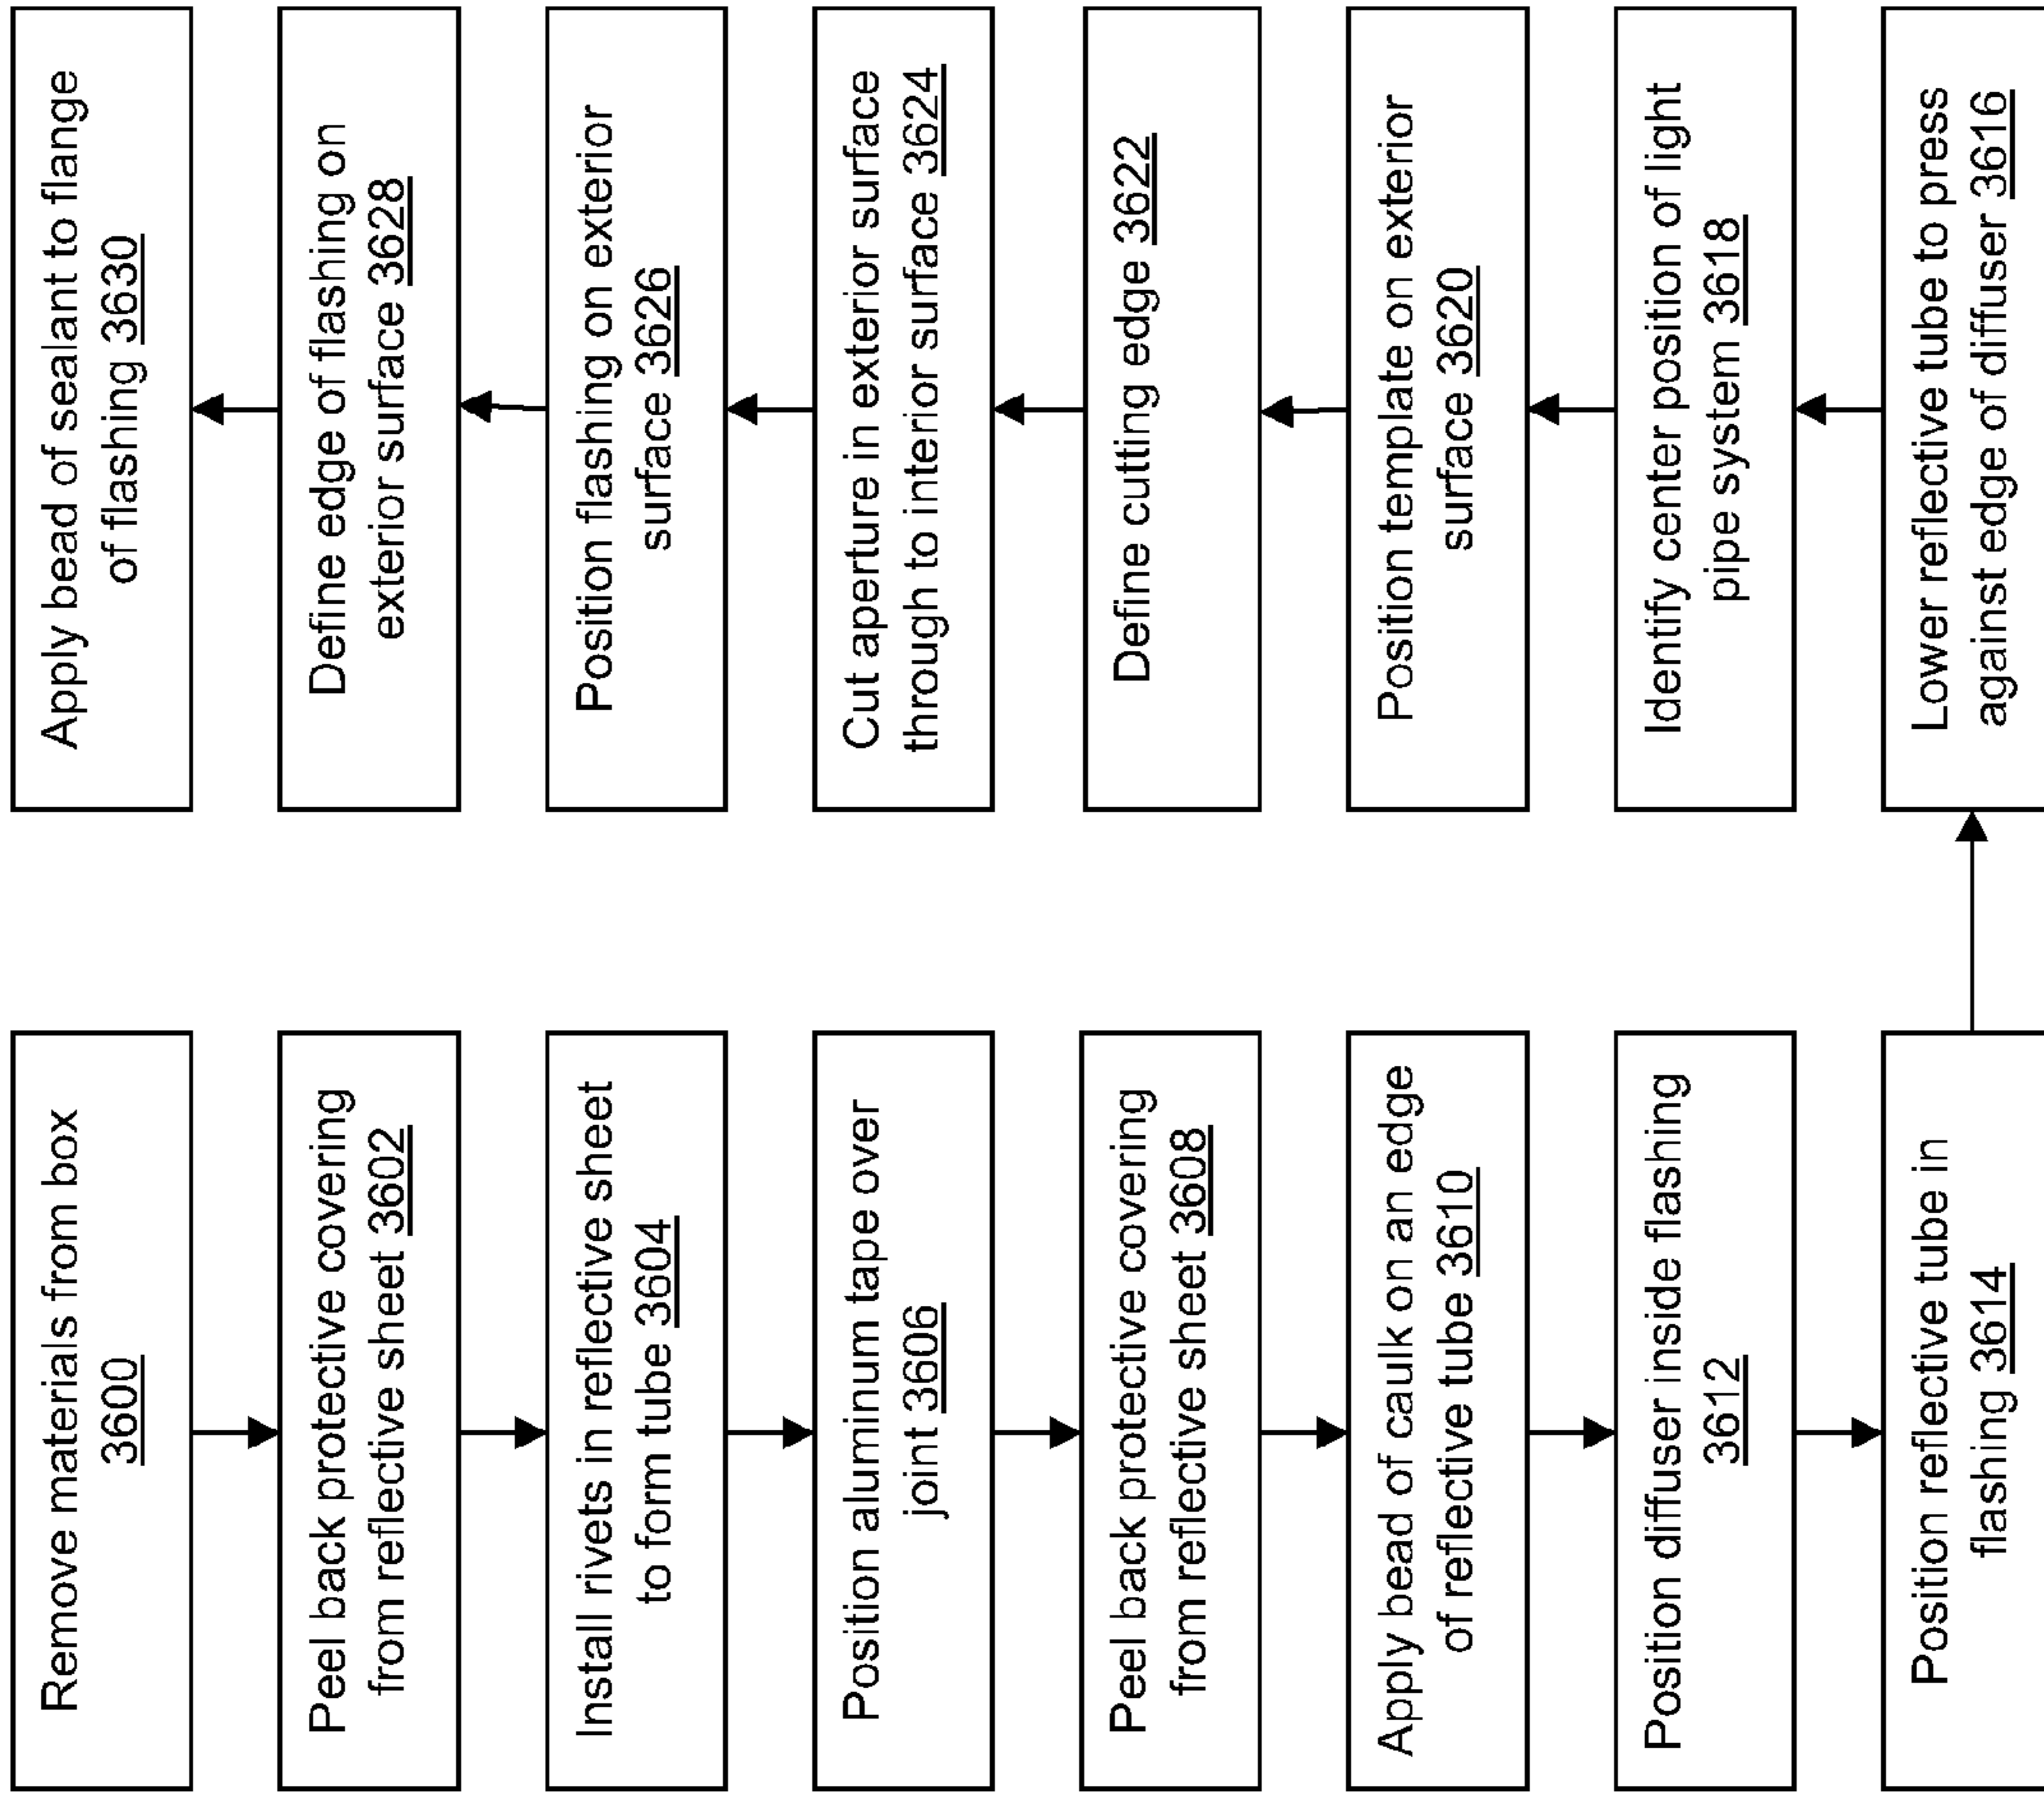 Remove materials from box
3600
Peel back protective covering
from reflective sheet 3602
Install rivets in reflective sheet
to form tube 3604
Position aluminum tape over
joint 3606
Peel back protective covering
from reflective sheet 3608
Apply bead of caulk on an edge
of reflective tube 3610
Position diffuser inside flashing
3612
Position reflective tube in
flashing 3614
Lower reflective tube to press
against edge of diffuser 3616
Identify center position of light
pipe system 3618
Position template on exterior
surface 3620
Define cutting edge 3622
Cut aperture in exterior surface
through to interior surface 3624
Position flashing on exterior
surface 3626
Define edge of flashing on
exterior surface 3628
Apply bead of sealant to flange
of flashing 3630